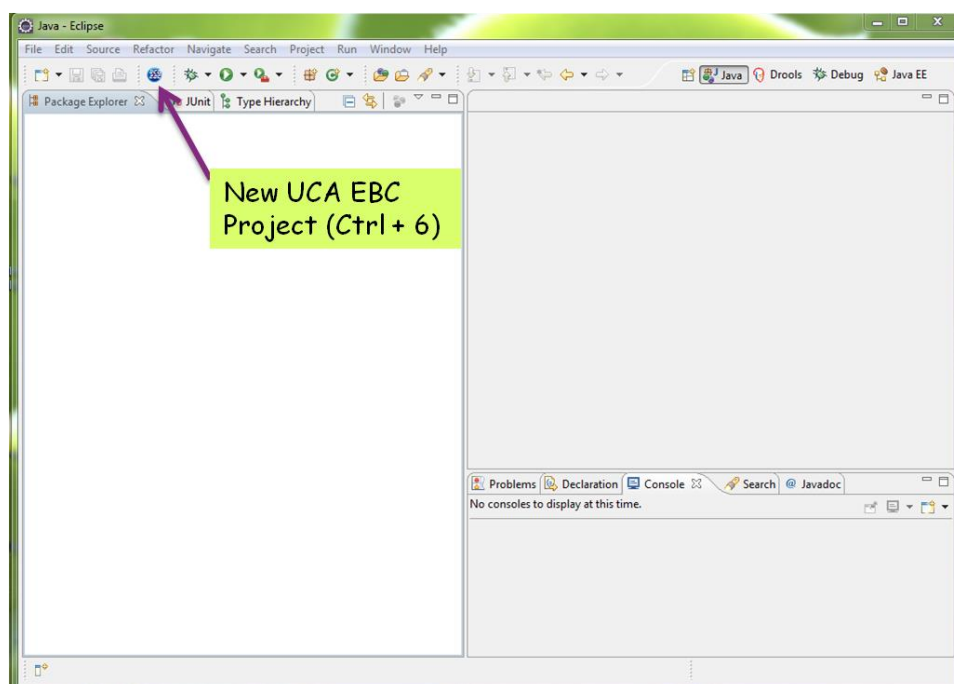 Java - Eclipse
File Edit Source Refactor Navigate Search Project Run Window Help
Java Drools Debug Java EE
Package Explorer JUnit Type Hierarchy
New UCA EBC
Project (Ctrl + 6)
Problems Declaration Console Search @ Javadoc
No consoles to display at this time.